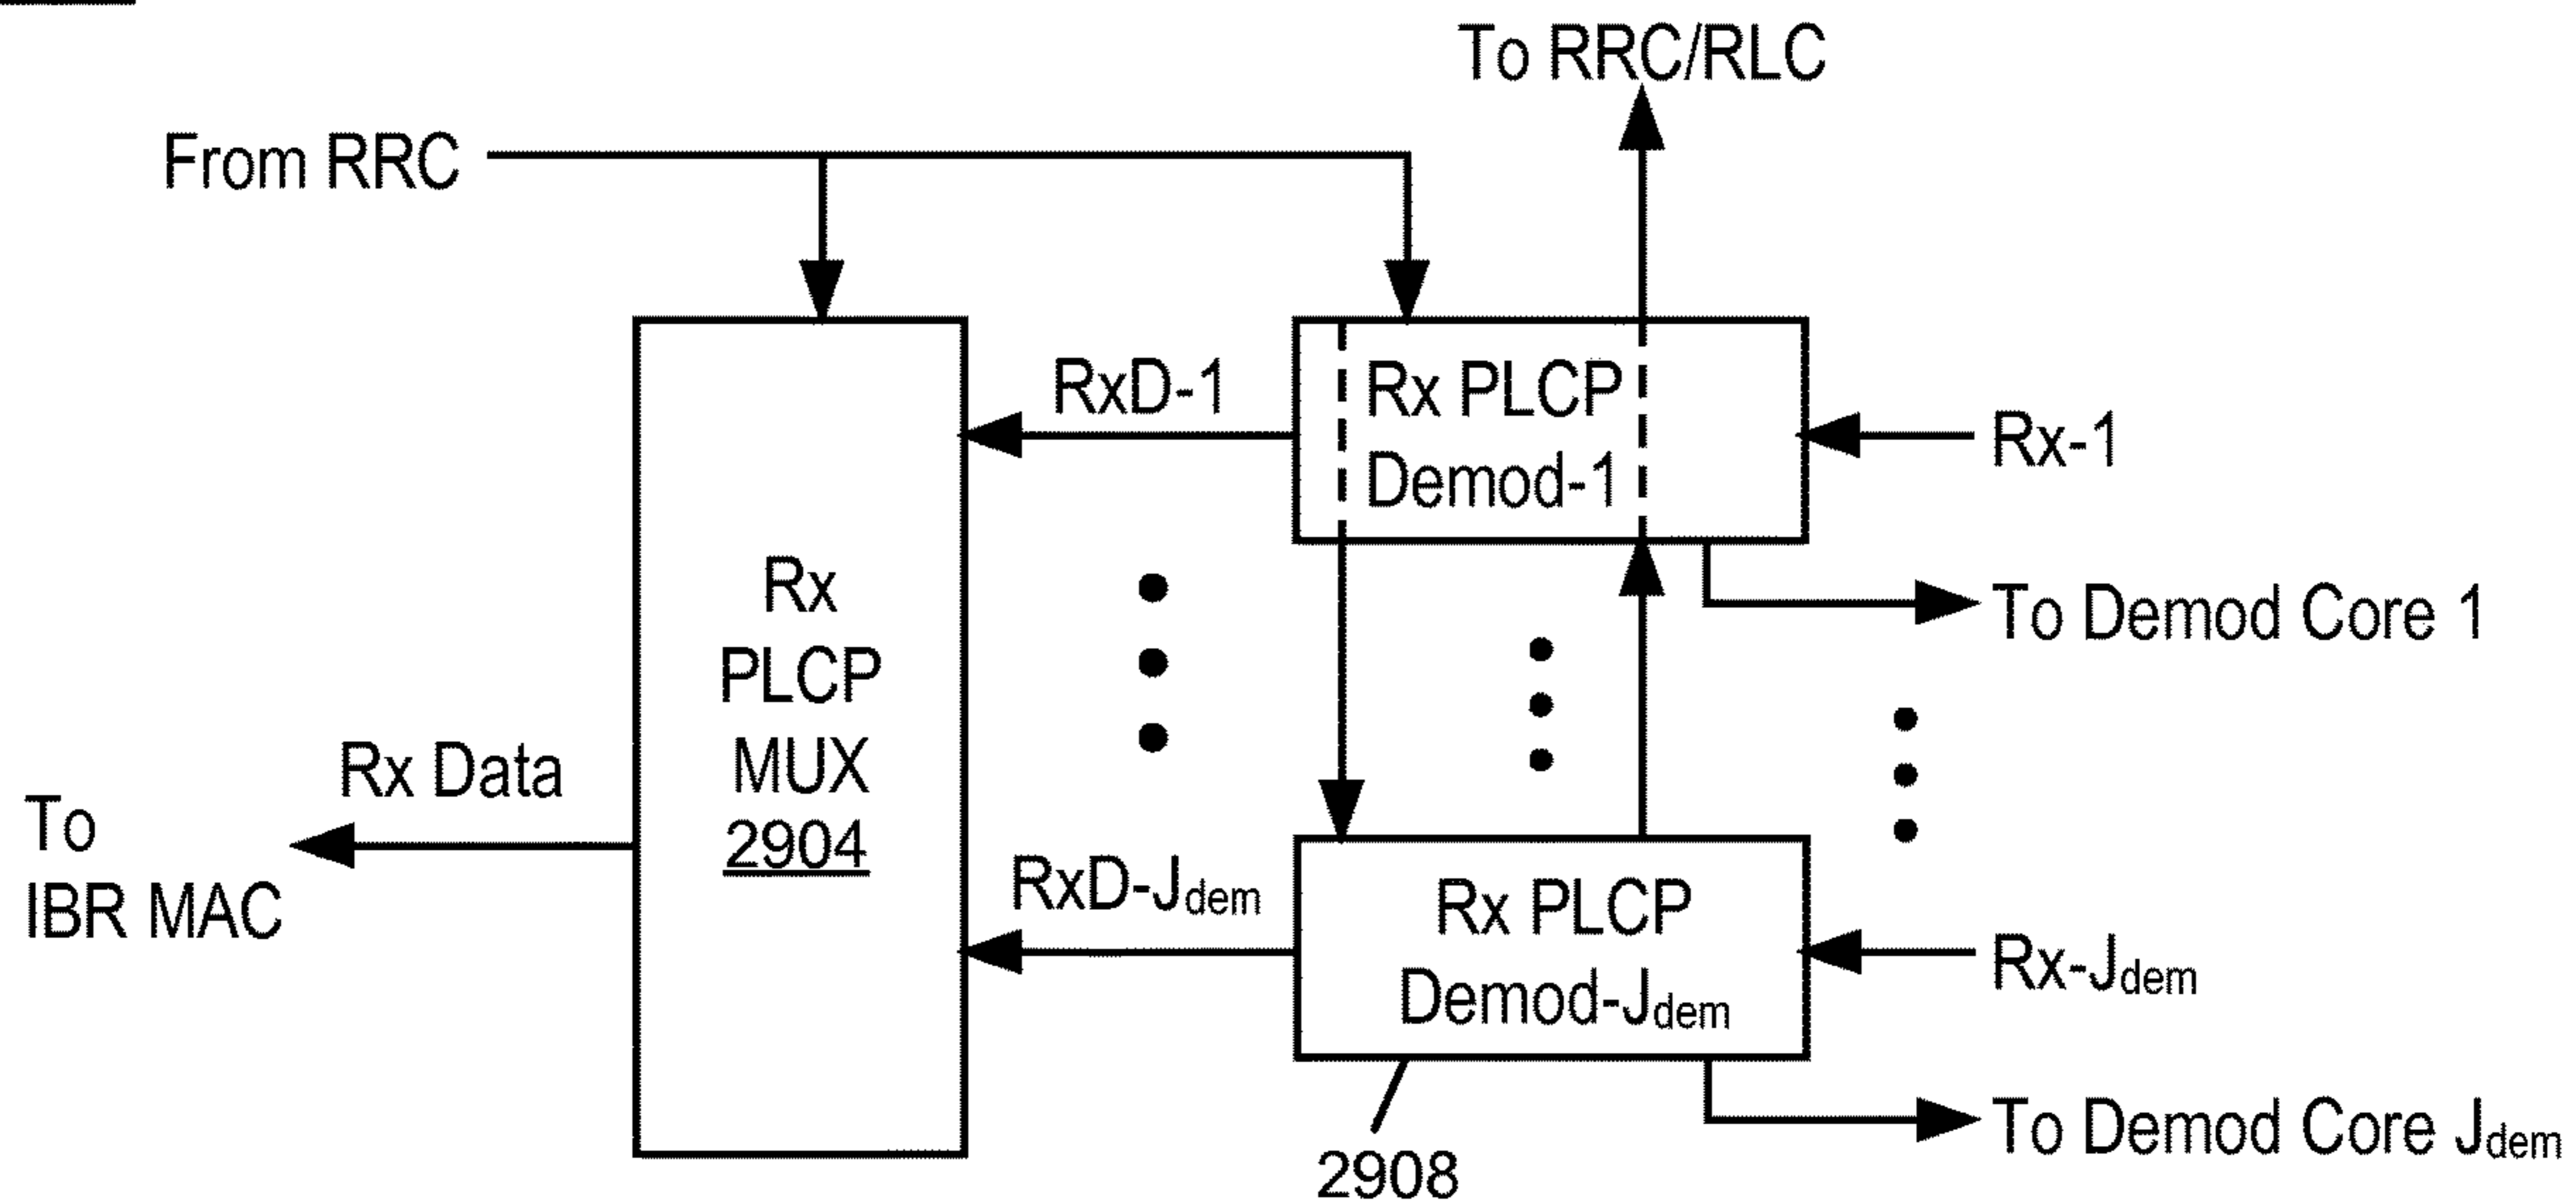 To RRC/RLC
From RRC
RxD-1
Rx PLCP
Demod-1
Rx-1
To Demod Core 1
Rx
PLCP
MUX
2904
Rx Data
To
IBR MAC
RxD-Jdem
Rx PLCP
Demod-Jdem
Rx-Jdem
To Demod Core Jdem
2908